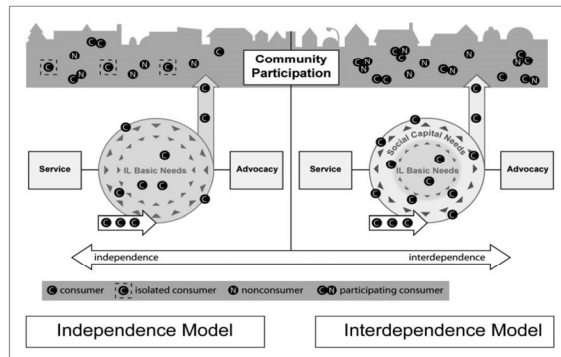 Community
Participation
Service
IL Basic Needs
Advocacy
Service
Social Capital Needs
IL Basic Needs
Advocacy
independence
interdependence
C consumer C isolated consumer N nonconsumer CN participating consumer
Independence Model
Interdependence Model